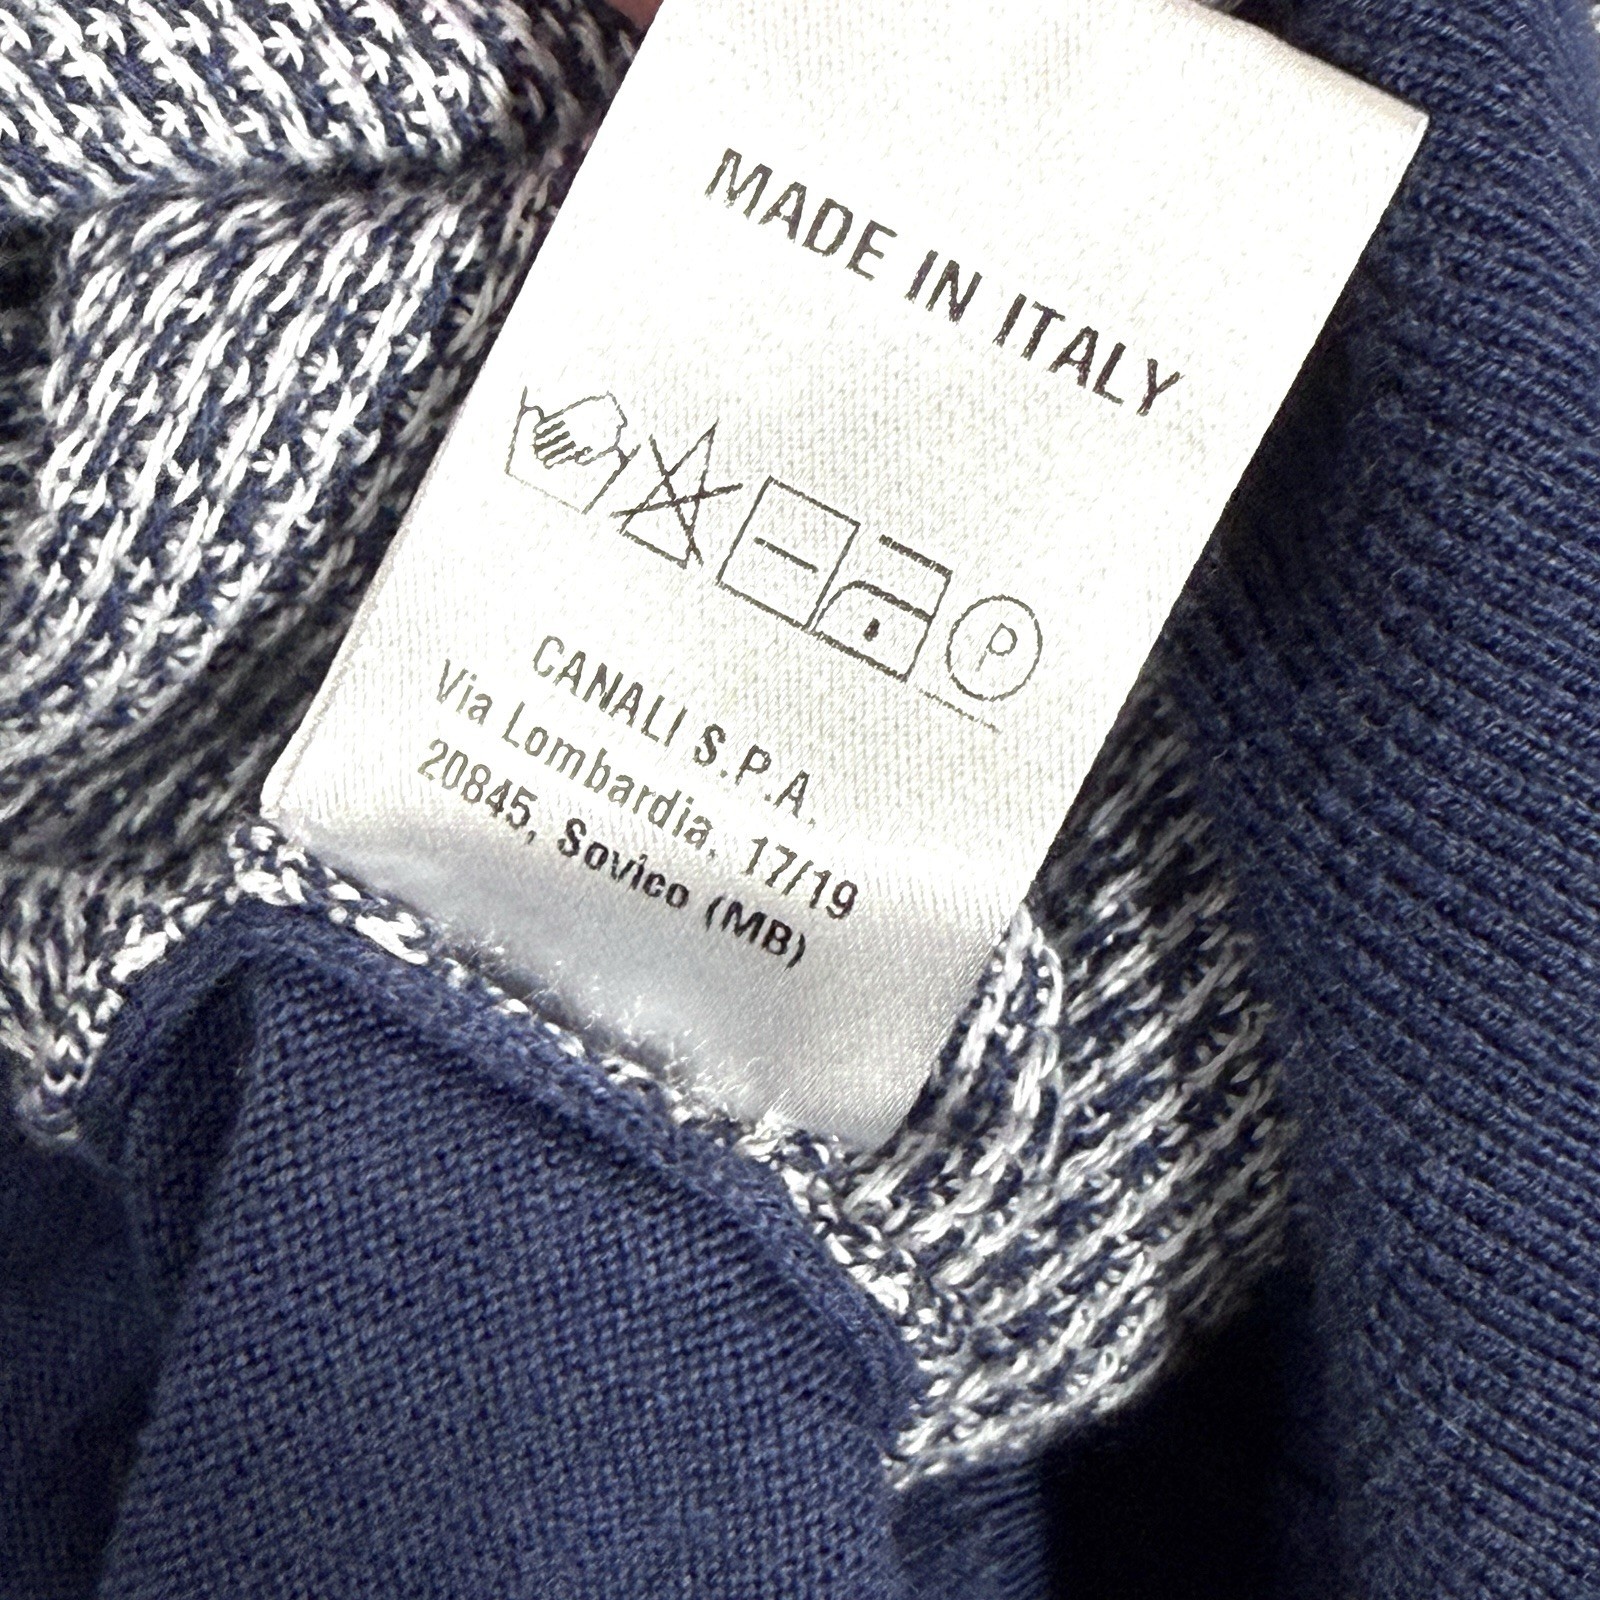 MADE IN ITALY
P
CANALI S.P.A.
Via Lombardia, 17/19
20845, Sovico (MB)